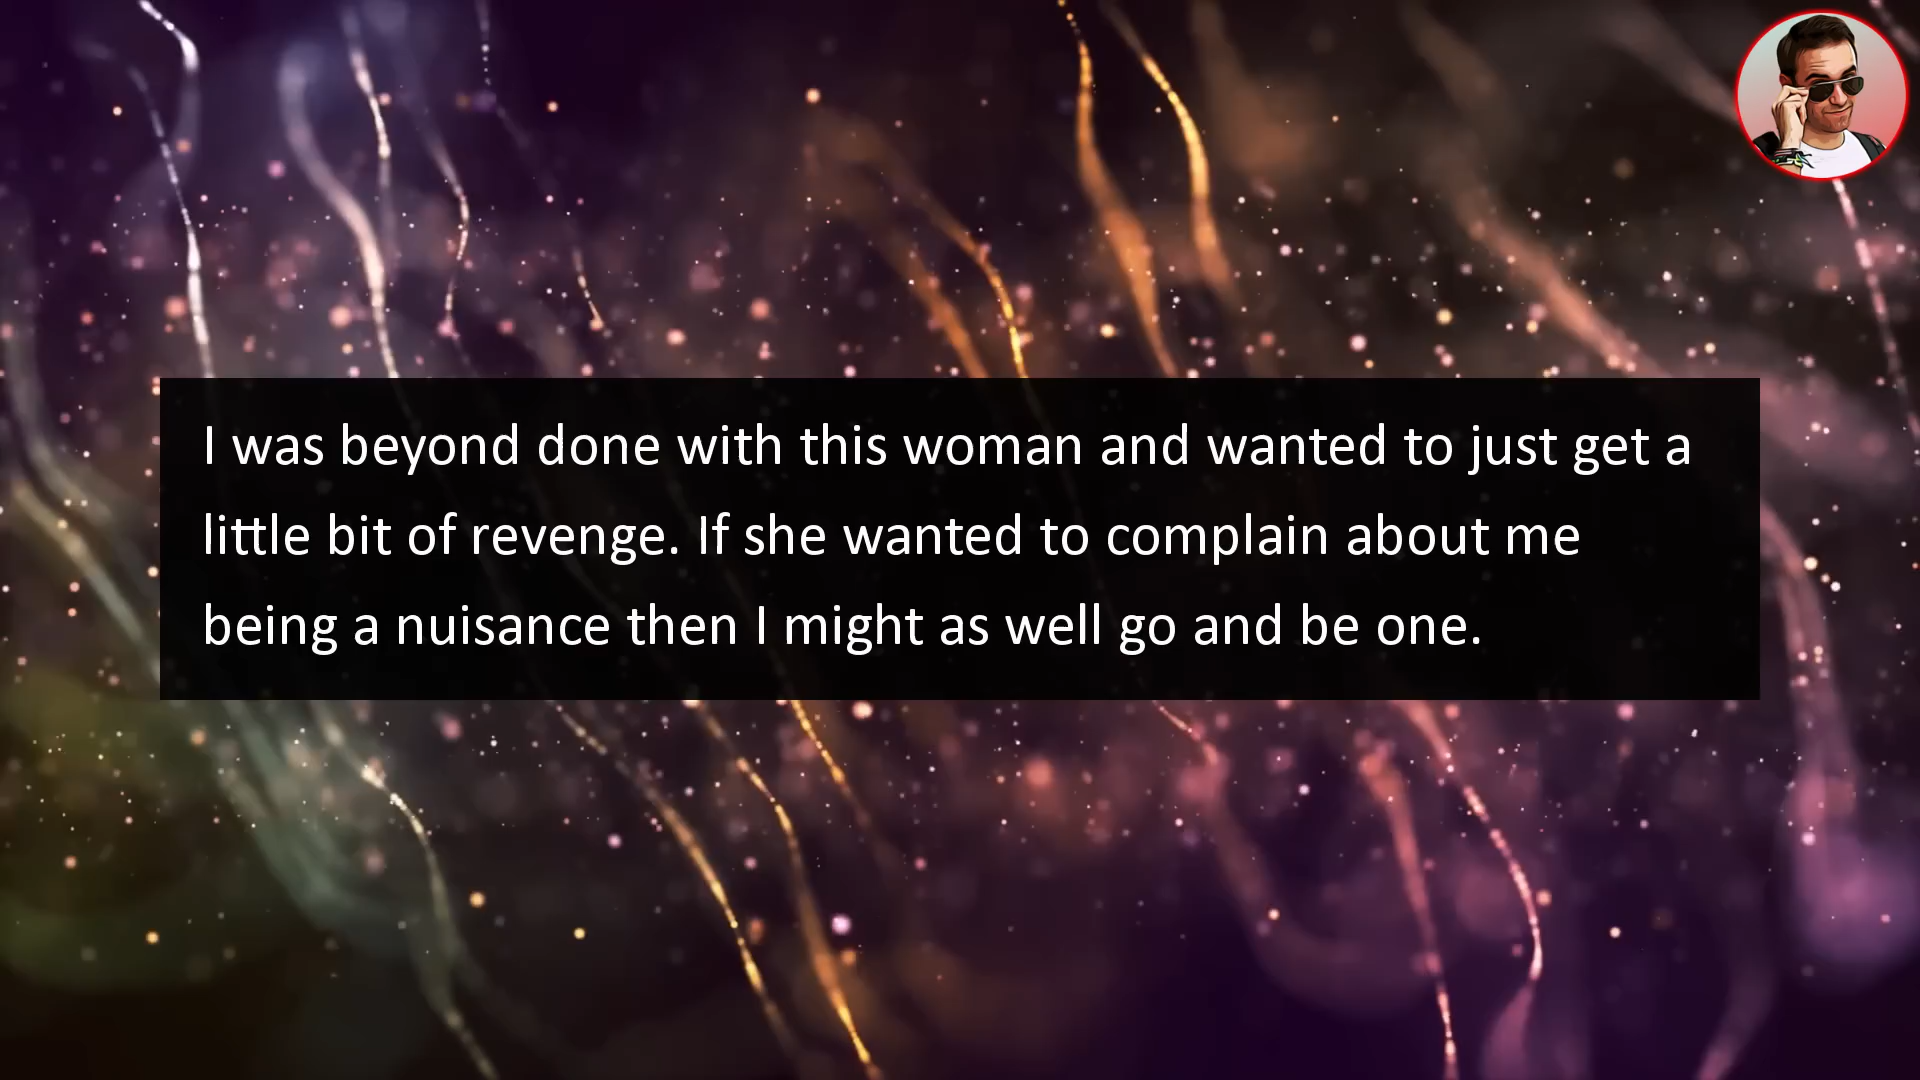 I was beyond done with this woman and wanted to just get a
little bit of revenge. If she wanted to complain about me
being a nuisance then I might as well go and be one.